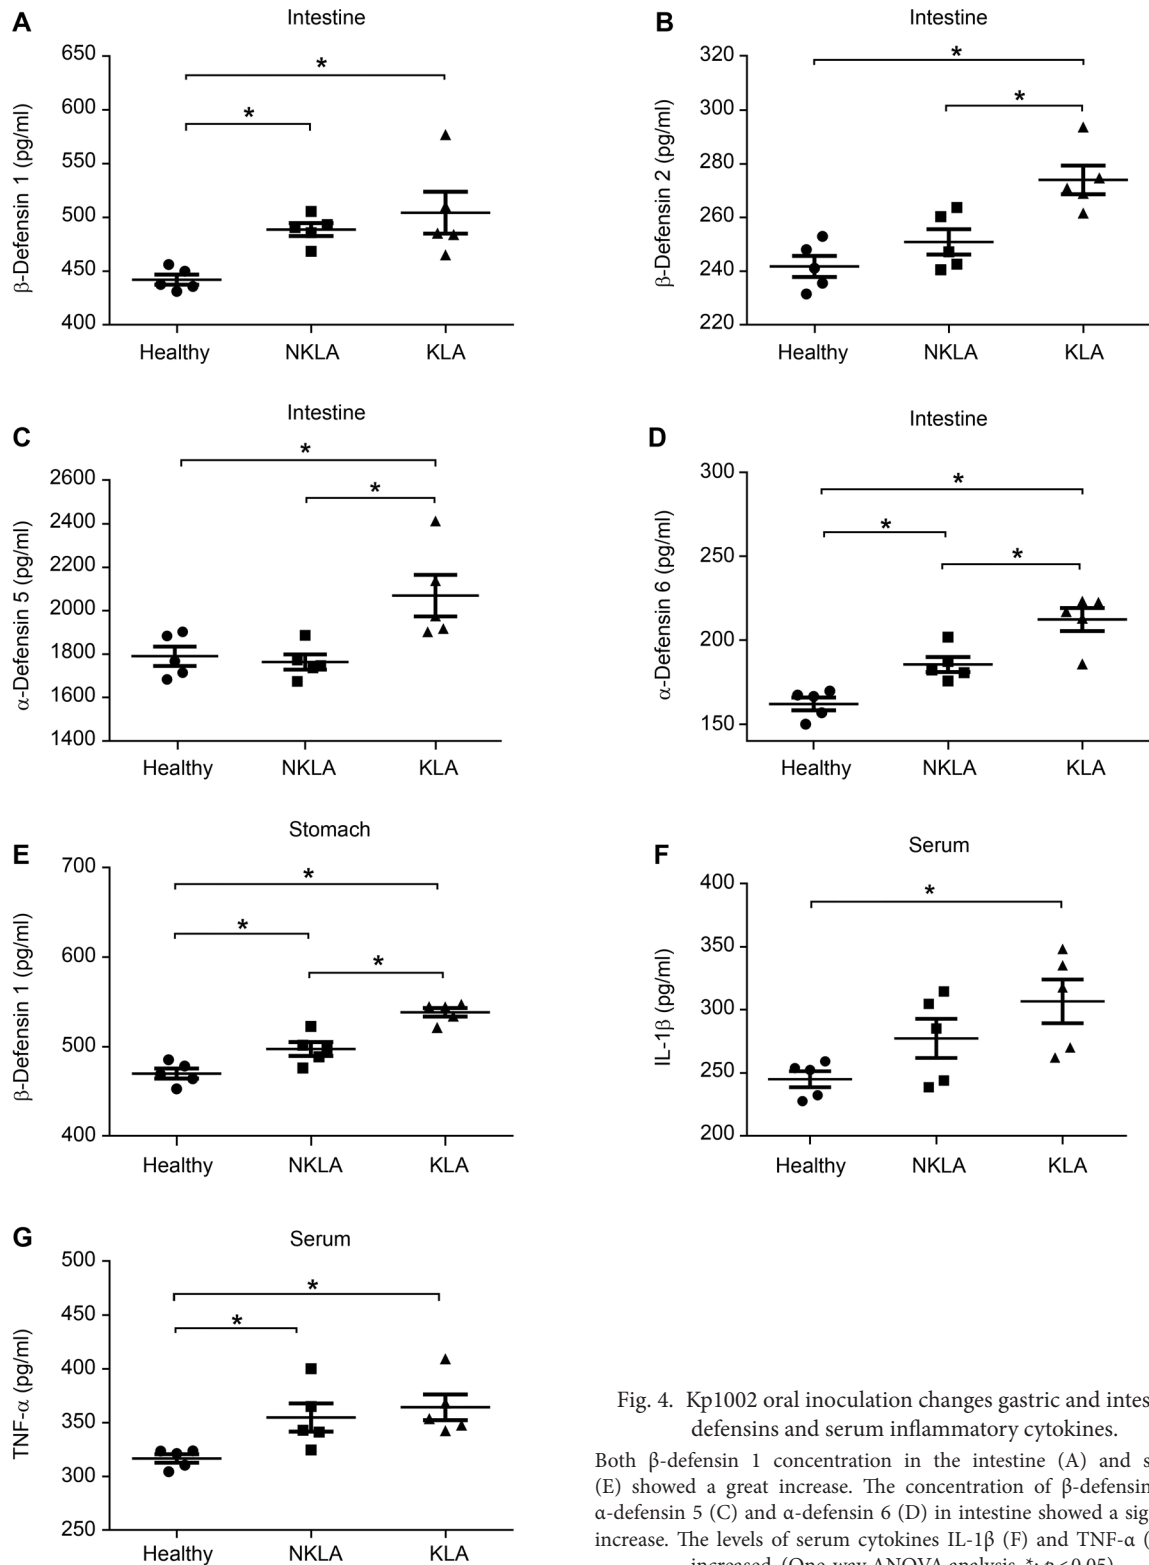 A
Intestine
β-Defensin 1 (pg/ml)
650
600
550
500
450
400
*
*
Healthy NKLA KLA
B
Intestine
β-Defensin 2 (pg/ml)
320
300
280
260
240
220
*
*
Healthy NKLA KLA
C
Intestine
α-Defensin 5 (pg/ml)
2600
2400
2200
2000
1800
1600
1400
*
*
Healthy NKLA KLA
D
Intestine
α-Defensin 6 (pg/ml)
300
250
200
150
*
*
*
Healthy NKLA KLA
E
Stomach
β-Defensin 1 (pg/ml)
700
600
500
400
*
*
*
Healthy NKLA KLA
F
Serum
IL-1β (pg/ml)
400
350
300
250
200
*
Healthy NKLA KLA
G
Serum
TNF-α (pg/ml)
500
450
400
350
300
250
*
*
Healthy NKLA KLA
Fig. 4. Kp1002 oral inoculation changes gastric and
defensins and serum inflammatory cytokines.
Both β-defensin 1 concentration in the intestine (A) and
(E) showed a great increase. The concentration of β-defensin
α-defensin 5 (C) and α-defensin 6 (D) in intestine showed a
increase. The levels of serum cytokines IL-1β (F) and TNF-α
increased. (One-way ANOVA analysis, *: p < 0.05)